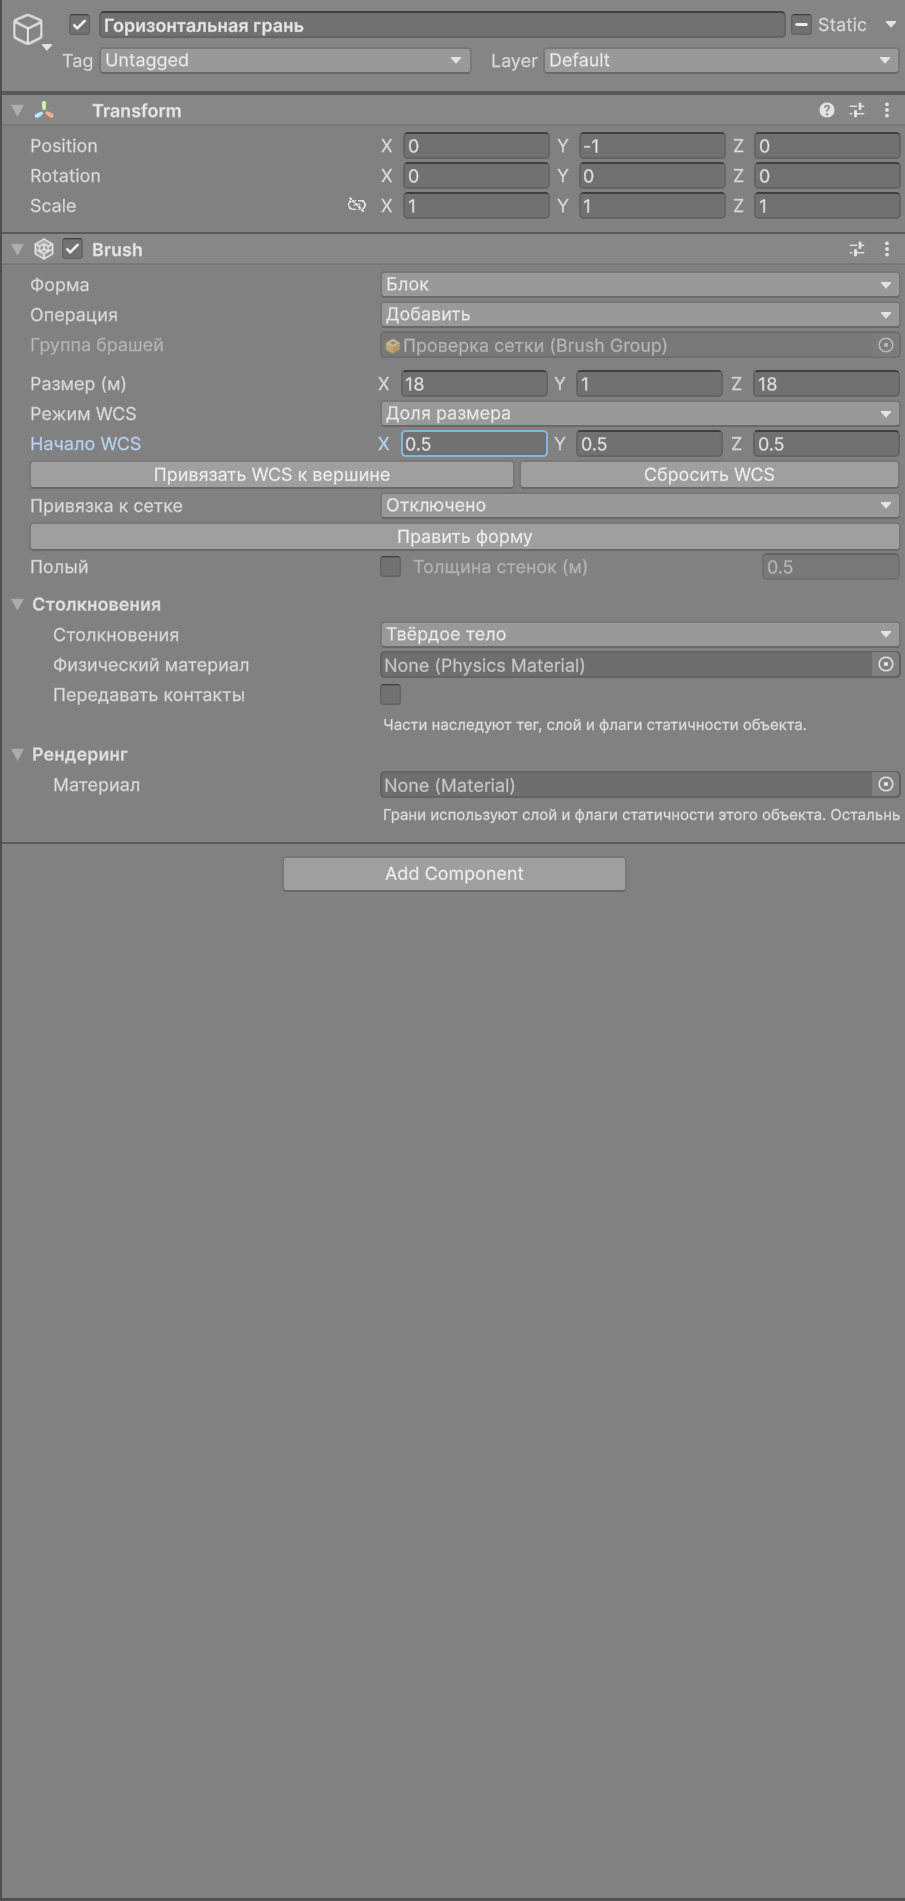 Горизонтальная грань Static
Tag Untagged Layer Default
Transform
Position X 0 Y -1 Z 0
Rotation X 0 Y 0 Z 0
Scale X 1 Y 1 Z 1
Brush
Форма Блок
Операция Добавить
Группа брашей Проверка сетки (Brush Group)
Размер (м) X 18 Y 1 Z 18
Режим WCS Доля размера
Начало WCS X 0.5 Y 0.5 Z 0.5
Привязать WCS к вершине Сбросить WCS
Привязка к сетке Отключено
Править форму
Полый Толщина стенок (м) 0.5
Столкновения
Столкновения Твёрдое тело
Физический материал None (Physics Material)
Передавать контакты
Части наследуют тег, слой и флаги статичности объекта.
Рендеринг
Материал None (Material)
Грани используют слой и флаги статичности этого объекта. Остальнь
Add Component